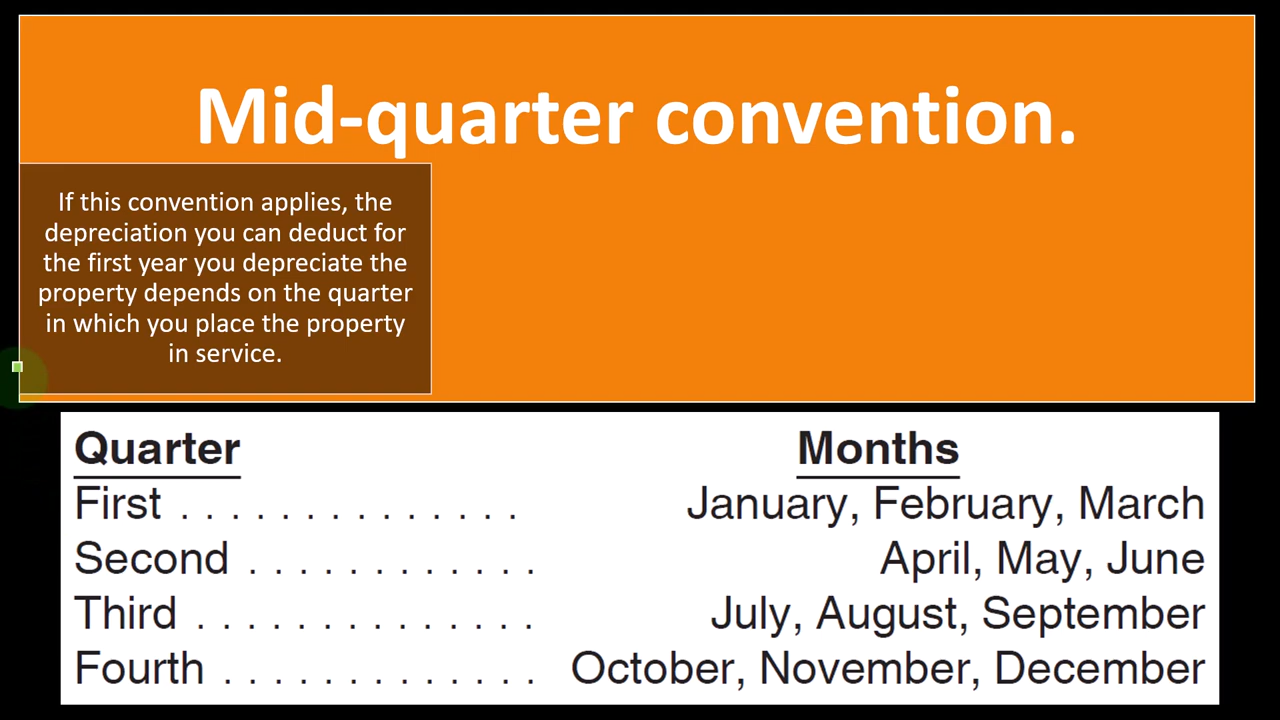 Mid-quarter convention.
If this convention applies, the
depreciation you can deduct for
the first year you depreciate the
property depends on the quarter
in which you place the property
in service.
Quarter Months
First . . . . . . . . . . . . . . January, February, March
Second . . . . . . . . . . . . April, May, June
Third . . . . . . . . . . . . . . July, August, September
Fourth . . . . . . . . . . . . . October, November, December